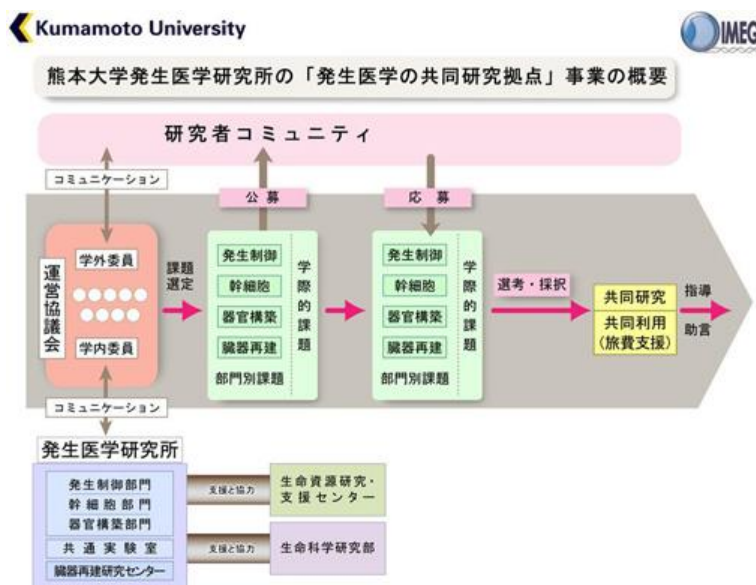 Kumamoto University
IMEG
熊本大学発生医学研究所の「発生医学の共同研究拠点」事業の概要
研究者コミュニティ
コミュニケーション
公募
応募
運営協議会
学外委員
学内委員
課題
選定
発生制御
幹細胞
器官構築
臓器再建
部門別課題
学際的課題
発生制御
幹細胞
器官構築
臓器再建
部門別課題
学際的課題
選考・採択
共同研究
共同利用
(旅費支援)
指導
助言
コミュニケーション
発生医学研究所
発生制御部門
幹細胞部門
器官構築部門
共通実験室
臓器再建研究センター
支援と協力
生命資源研究・
支援センター
支援と協力
生命科学研究部